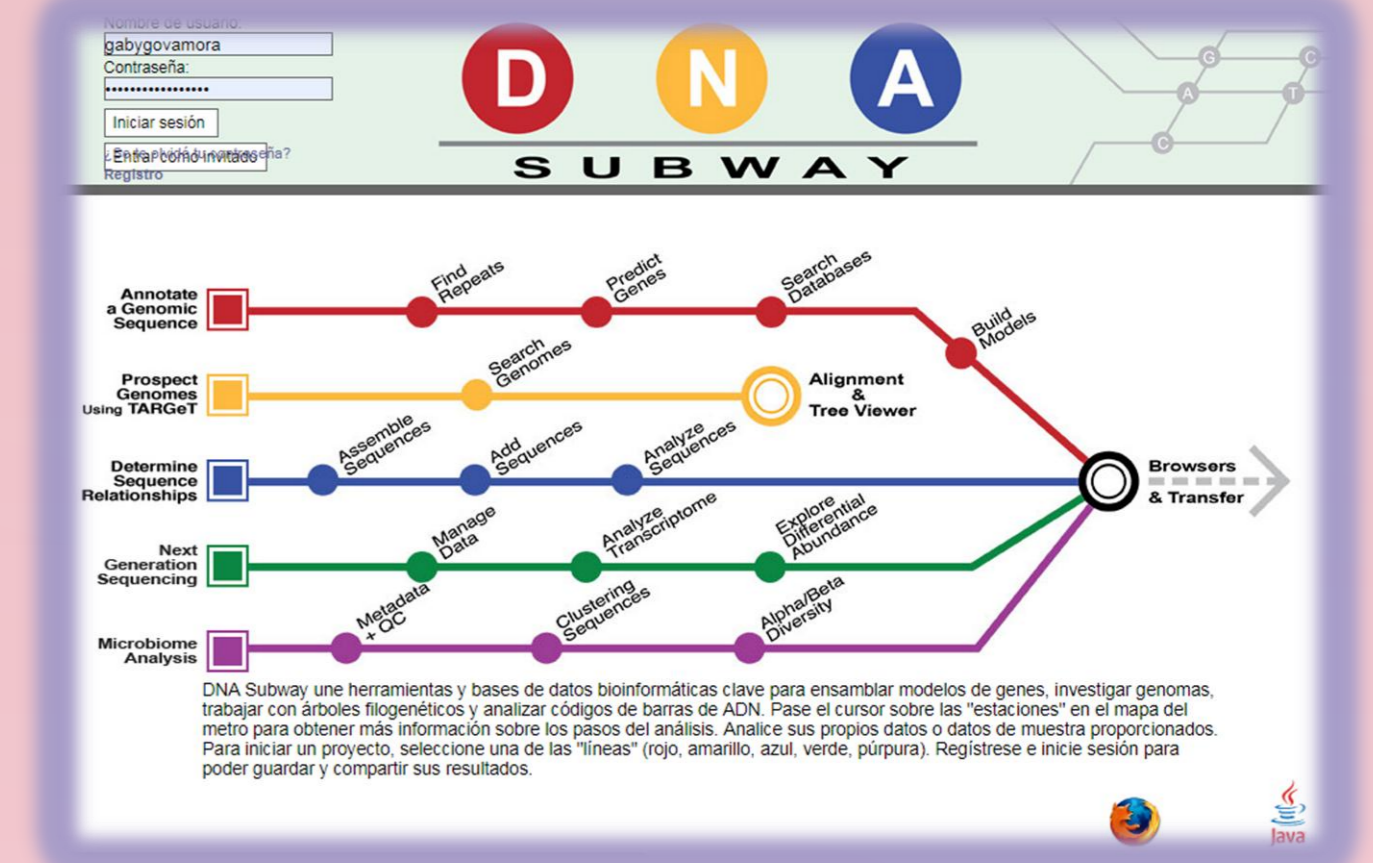 Nombre de usuario:
gabygovamora
Contraseña:
•••••••••••••••••
Iniciar sesión
Entrar como invitado
Registro
D N A
SUBWAY
G
C
A
T
C
Annotate
a Genomic
Sequence
Find
Repeats
Predict
Genes
Search
Databases
Build
Models
Prospect
Genomes
Using TARGeT
Search
Genomes
Alignment
&
Tree Viewer
Determine
Sequence
Relationships
Assemble
Sequences
Add
Sequences
Analyze
Sequences
Browsers
& Transfer
Next
Generation
Sequencing
Manage
Data
Analyze
Transcriptome
Explore
Differential
Abundance
Microbiome
Analysis
Metadata
+ QC
Clustering
Sequences
Alpha/Beta
Diversity
DNA Subway une herramientas y bases de datos bioinformáticas clave para ensamblar modelos de genes, investigar genomas,
trabajar con árboles filogenéticos y analizar códigos de barras de ADN. Pase el cursor sobre las "estaciones" en el mapa del
metro para obtener más información sobre los pasos del análisis. Analice sus propios datos o datos de muestra proporcionados.
Para iniciar un proyecto, seleccione una de las "líneas" (rojo, amarillo, azul, verde, púrpura). Regístrese e inicie sesión para
poder guardar y compartir sus resultados.
Java